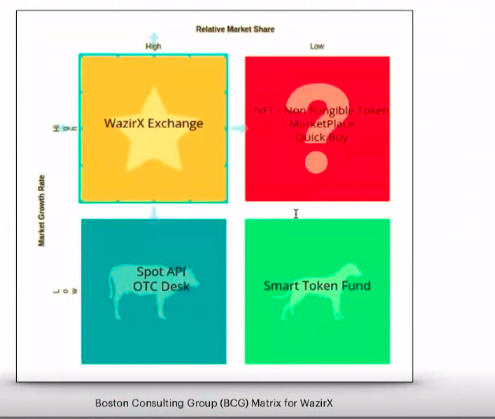 Relative Market Share
High
Low
WazirX Exchange
NFT - Non Fungible Token
MarketPlace
Quick Buy
High
Market Growth Rate
Low
Spot API
OTC Desk
Smart Token Fund
Boston Consulting Group (BCG) Matrix for WazirX